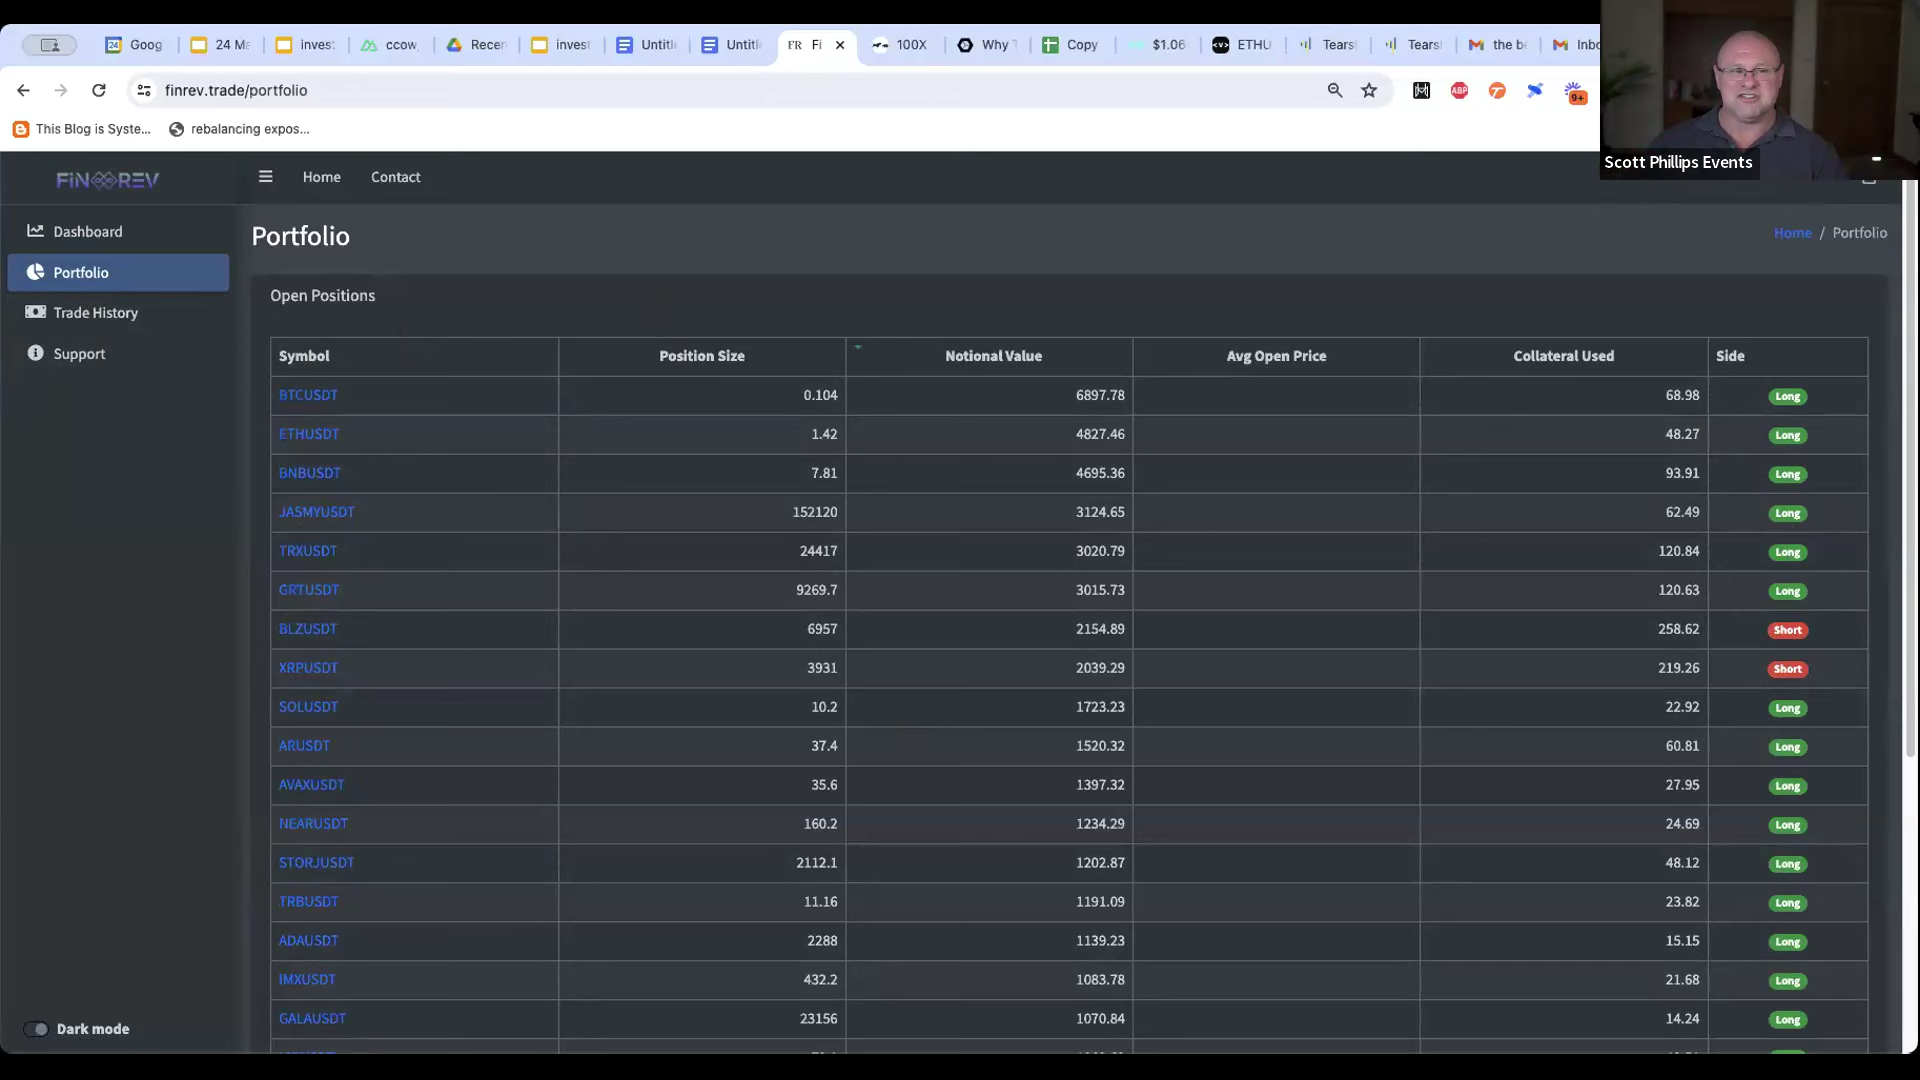 Goog
24 Ma
inves
ccow
Recen
invest
Untitl
Untitl
FR Fi
100X
Why T
Copy
$1.06
ETHU
Tearsh
Tearsh
the be
Inbo
finrev.trade/portfolio
ABP
9+
This Blog is Syste...
rebalancing expos...
Scott Phillips Events
FINREV
Home
Contact
Dashboard
Portfolio
Trade History
Support
Dark mode
Portfolio
Home / Portfolio
Open Positions
Symbol Position Size Notional Value Avg Open Price Collateral Used Side
BTCUSDT 0.104 6897.78 68.98 Long
ETHUSDT 1.42 4827.46 48.27 Long
BNBUSDT 7.81 4695.36 93.91 Long
JASMYUSDT 152120 3124.65 62.49 Long
TRXUSDT 24417 3020.79 120.84 Long
GRTUSDT 9269.7 3015.73 120.63 Long
BLZUSDT 6957 2154.89 258.62 Short
XRPUSDT 3931 2039.29 219.26 Short
SOLUSDT 10.2 1723.23 22.92 Long
ARUSDT 37.4 1520.32 60.81 Long
AVAXUSDT 35.6 1397.32 27.95 Long
NEARUSDT 160.2 1234.29 24.69 Long
STORJUSDT 2112.1 1202.87 48.12 Long
TRBUSDT 11.16 1191.09 23.82 Long
ADAUSDT 2288 1139.23 15.15 Long
IMXUSDT 432.2 1083.78 21.68 Long
GALAUSDT 23156 1070.84 14.24 Long